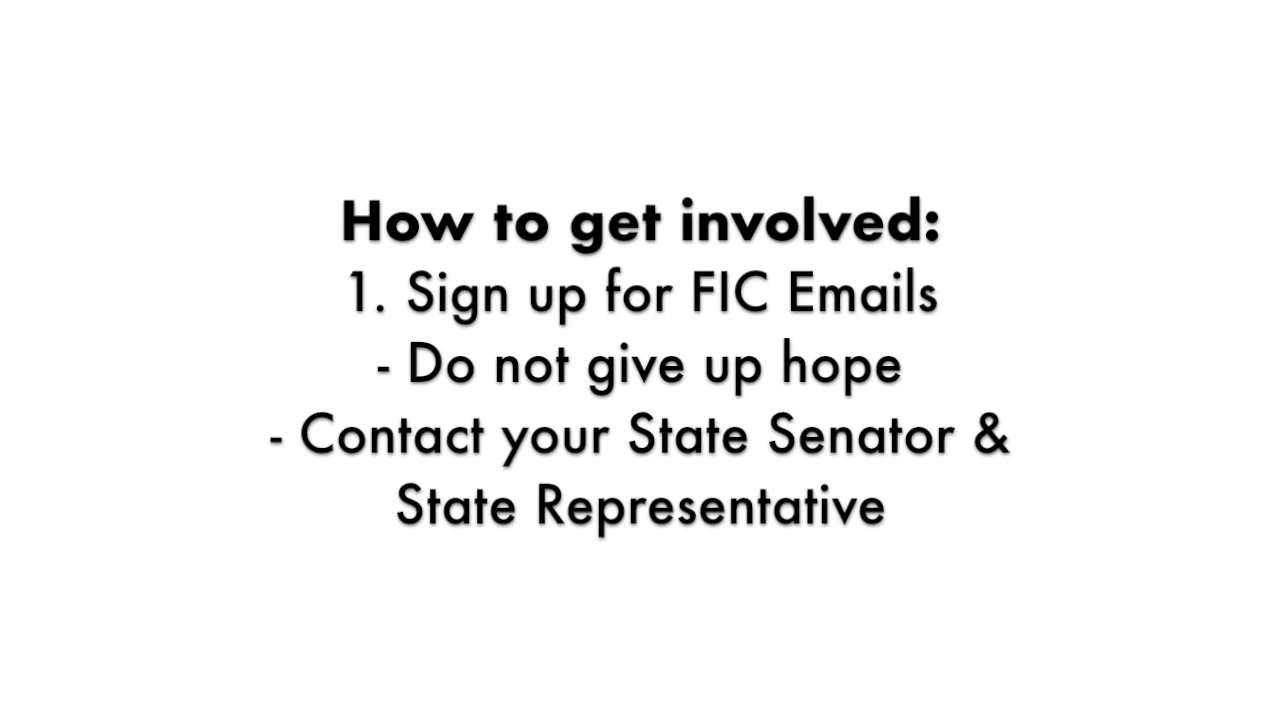 How to get involved:
1. Sign up for FIC Emails
- Do not give up hope
- Contact your State Senator &
State Representative